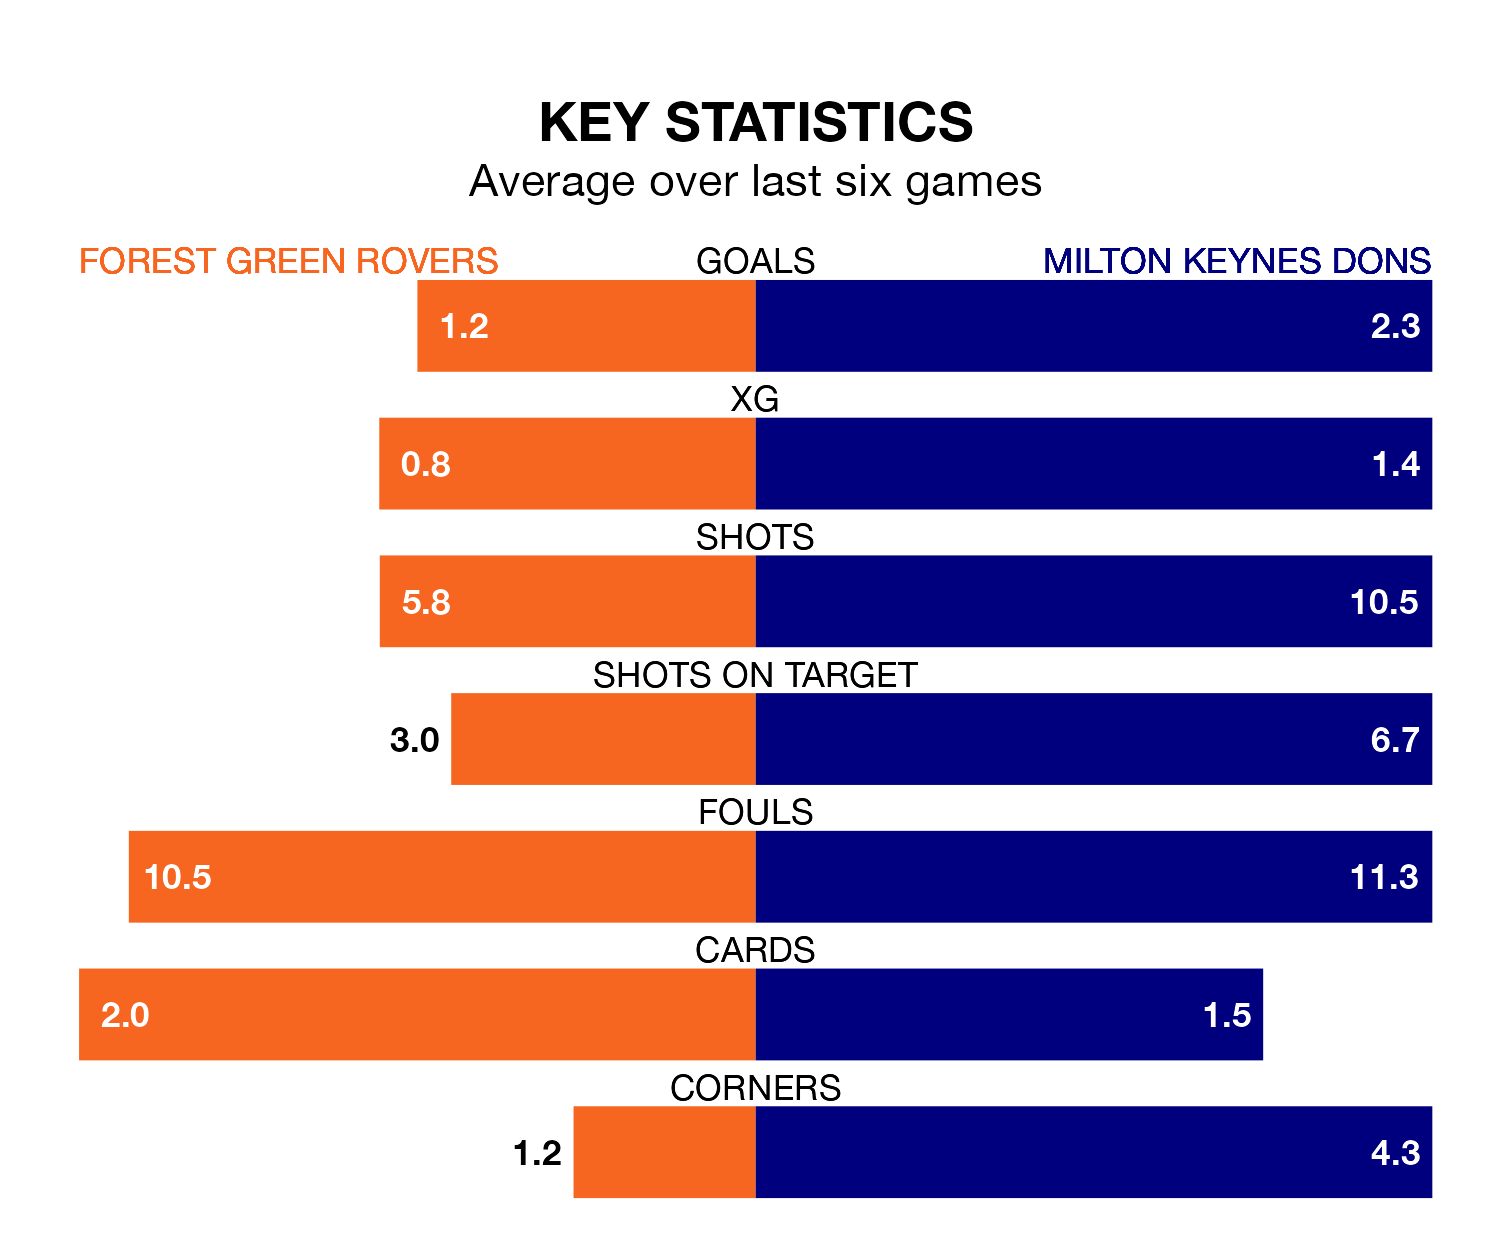 KEY STATISTICS
Average over last six games
FOREST GREEN ROVERS GOALS MILTON KEYNES DONS
1.2 2.3
XG
0.8 1.4
SHOTS
5.8 10.5
SHOTS ON TARGET
3.0 6.7
FOULS
10.5 11.3
CARDS
2.0 1.5
CORNERS
1.2 4.3